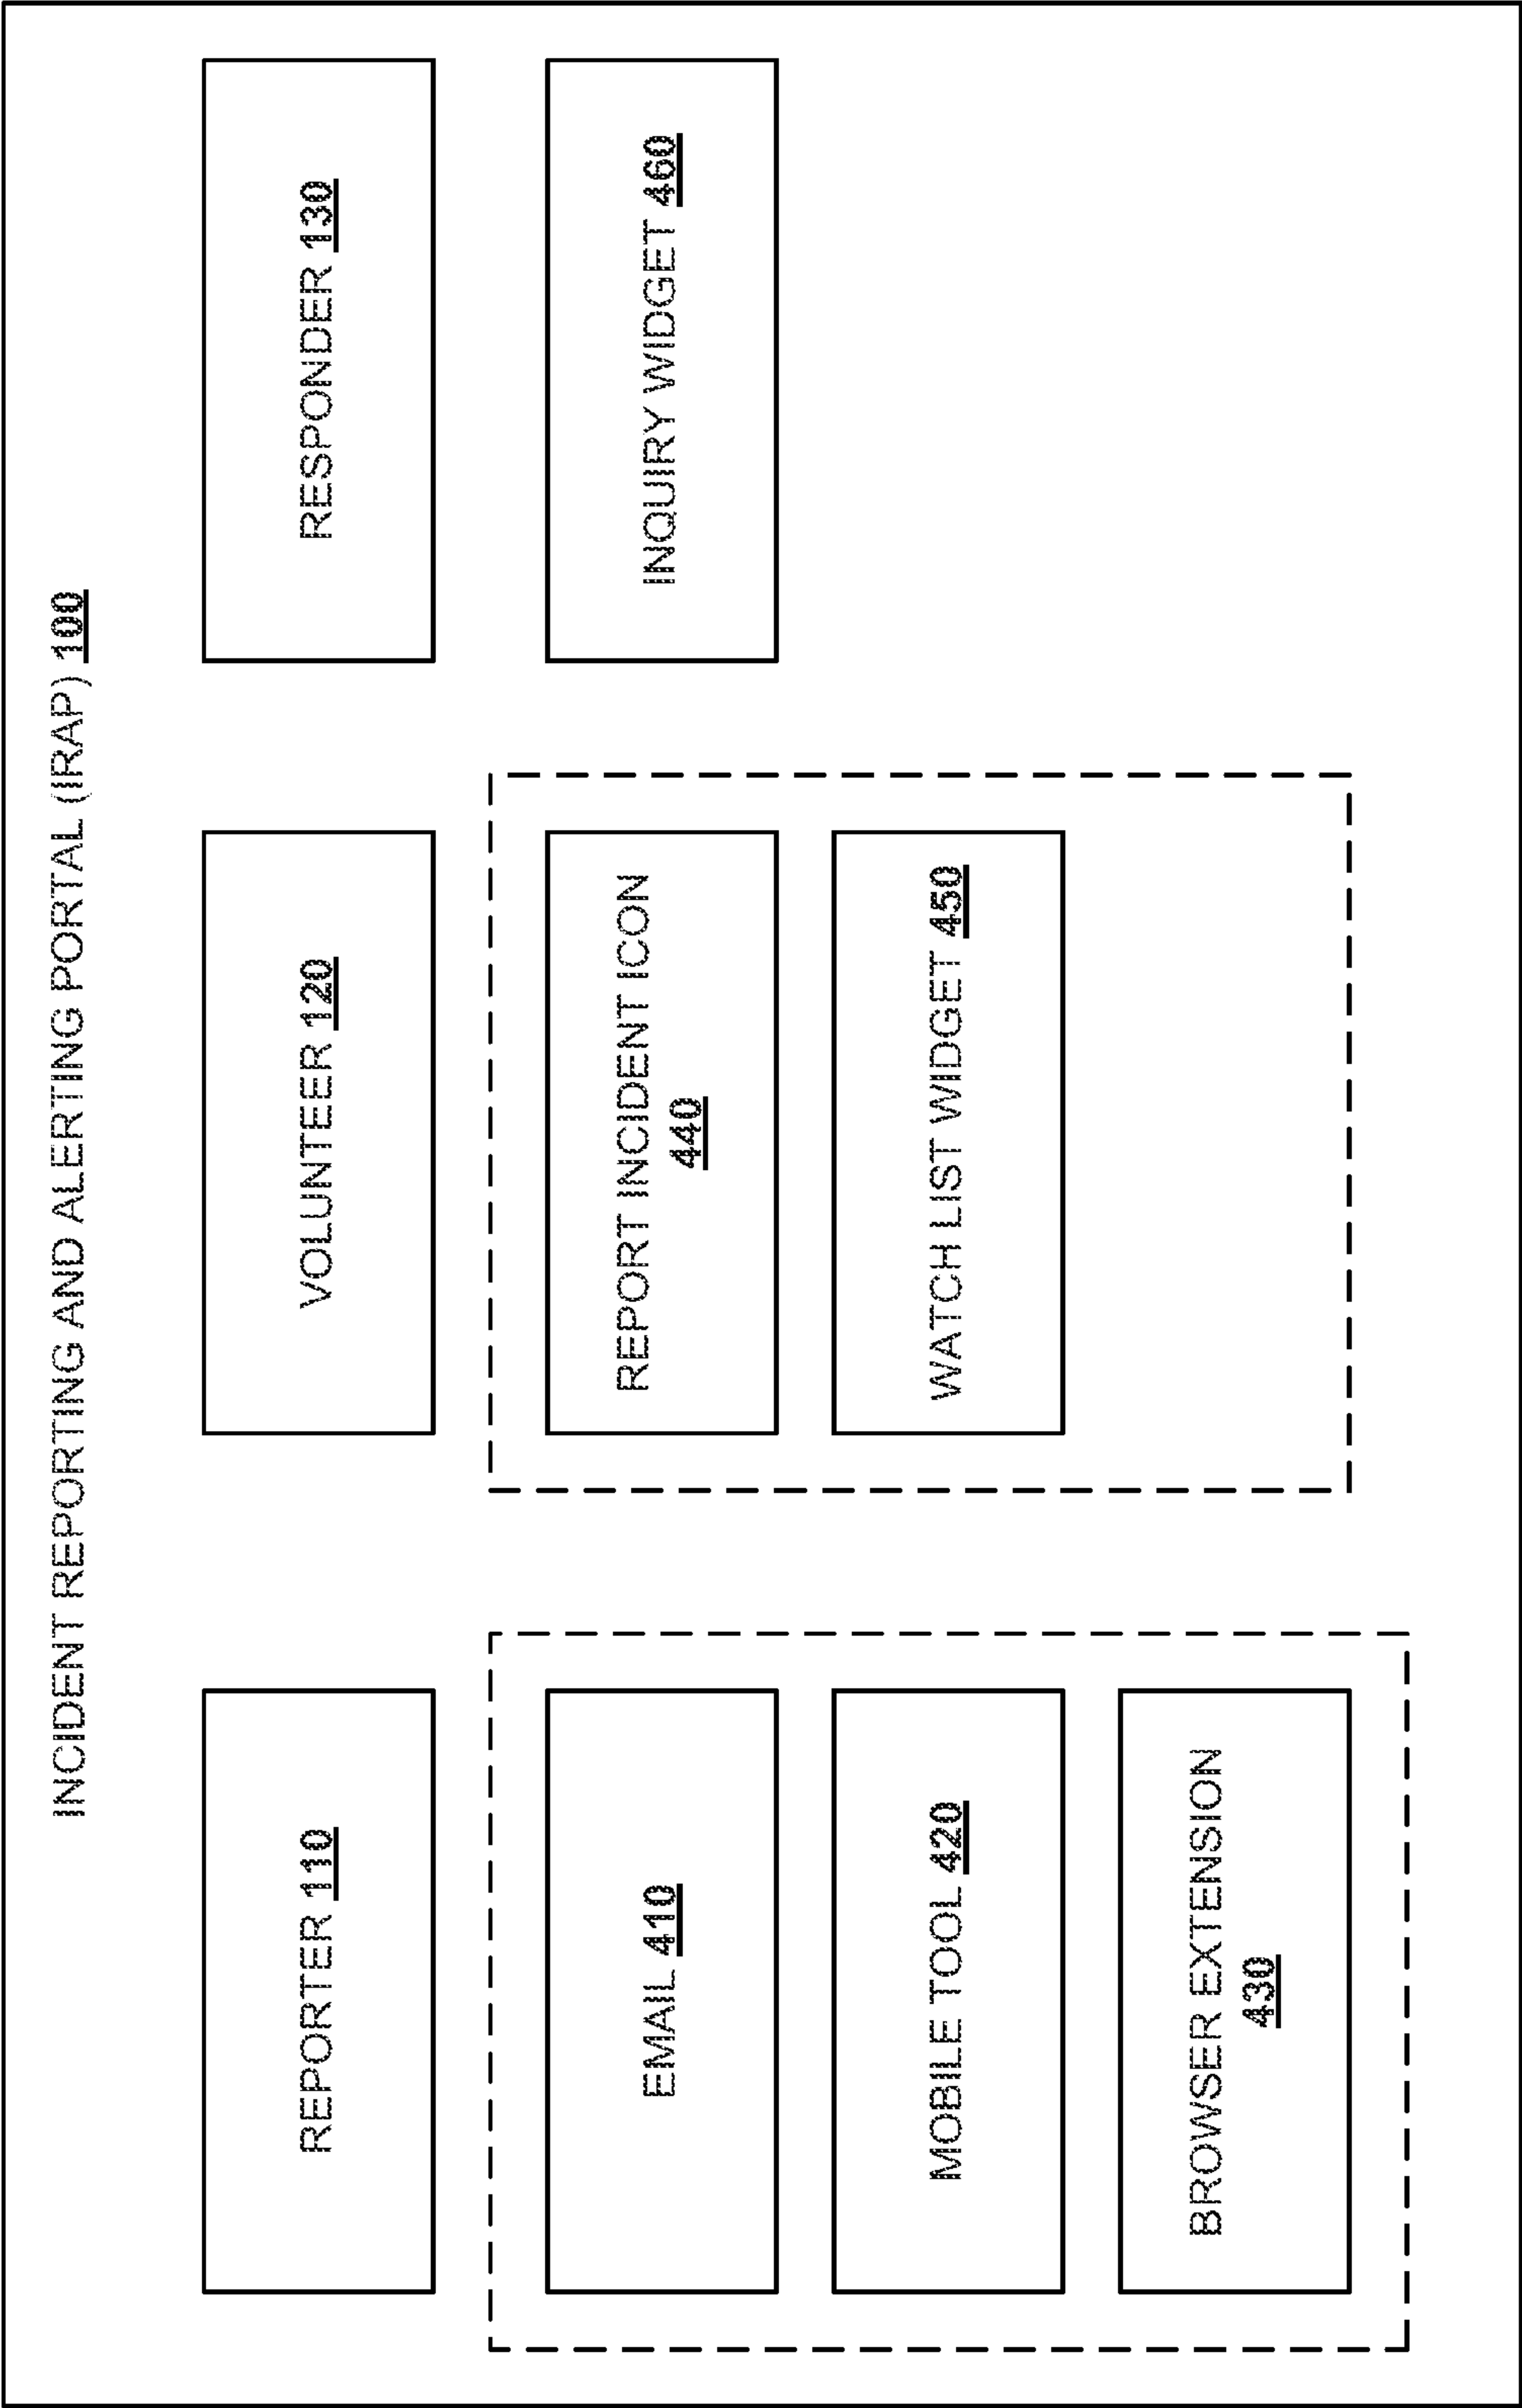 INCIDENT REPORTING AND ALERTING PORTAL (IRAP) 100
REPORTER 110
EMAIL 410
MOBILE TOOL 420
BROWSER EXTENSION
430
VOLUNTEER 120
REPORT INCIDENT ICON
440
WATCH LIST WIDGET 450
RESPONDER 130
INQUIRY WIDGET 460